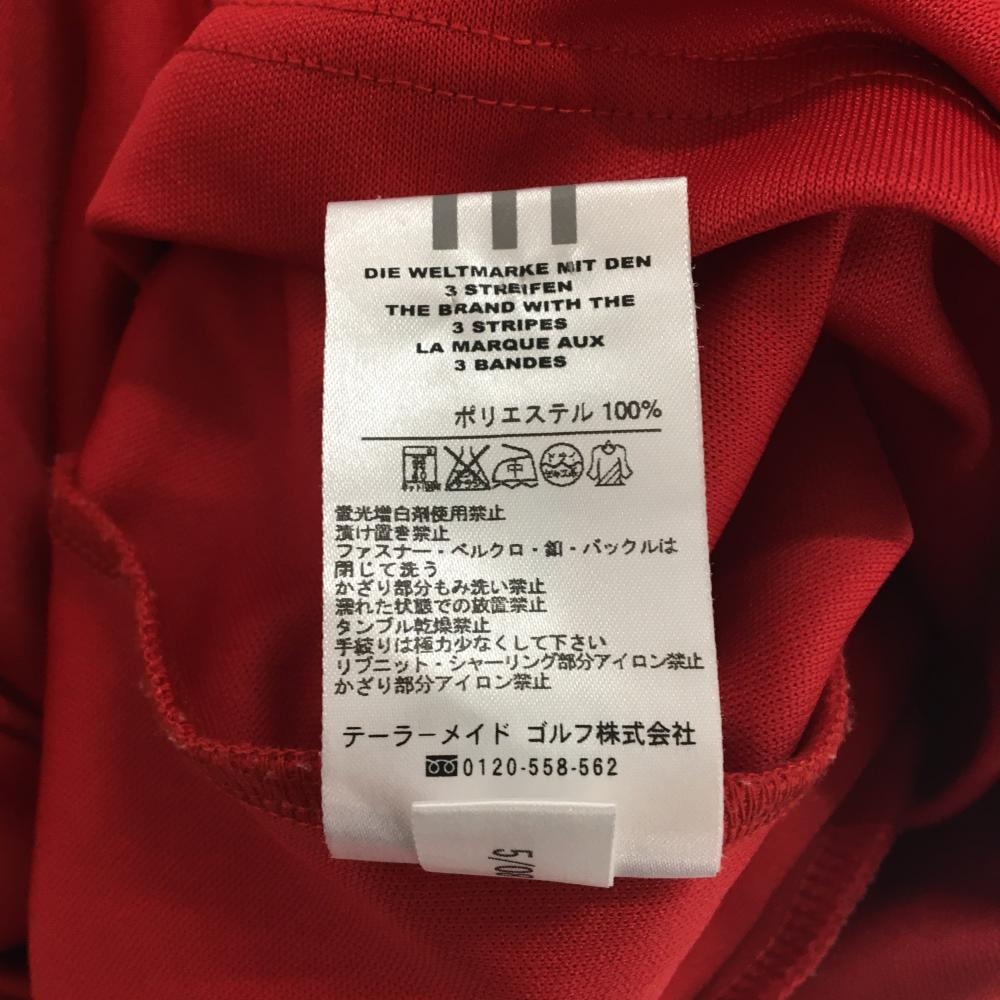 DIE WELTMARKE MIT DEN
3 STREIFEN
THE BRAND WITH THE
3 STRIPES
LA MARQUE AUX
3 BANDES
ポリエステル 100%
中
ドライ
蛍光増白剤使用禁止
漬け置き禁止
ファスナー・ベルクロ・釦・バックルは
閉じて洗う
かざり部分もみ洗い禁止
濡れた状態での放置禁止
タンブル乾燥禁止
手絞りは極力少なくして下さい
リブニット・シャーリング部分アイロン禁止
かざり部分アイロン禁止
テーラーメイド ゴルフ株式会社
0120-558-562